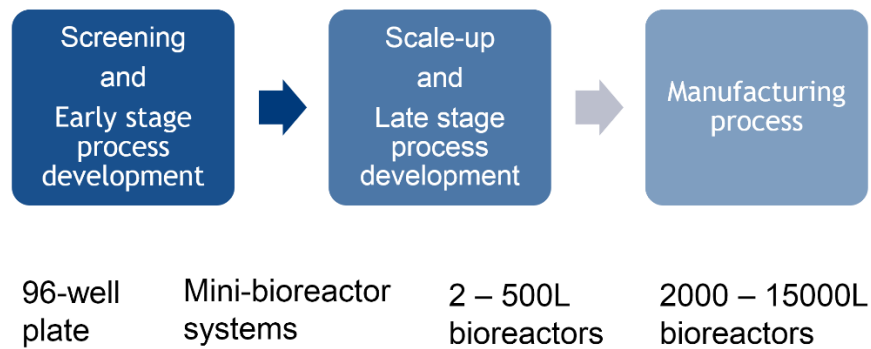 Screening
and
Early stage
process
development
Scale-up
and
Late stage
process
development
Manufacturing
process
96-well
plate
Mini-bioreactor
systems
2 – 500L
bioreactors
2000 – 15000L
bioreactors